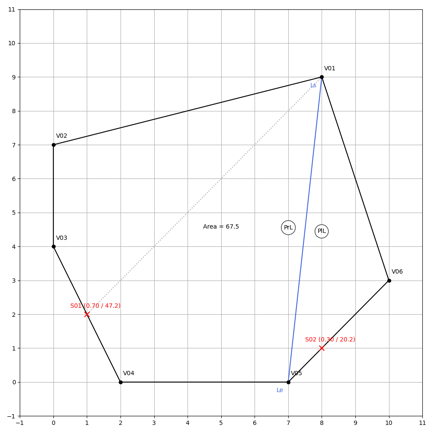 11
10
9
8
7
6
5
4
3
2
1
0
−1
V01
Ls
V02
Area = 67.5
PrL
PlL
V03
V06
S01 (0.70 / 47.2)
S02 (0.30 / 20.2)
V04
V05
Le
−1 0 1 2 3 4 5 6 7 8 9 10 11